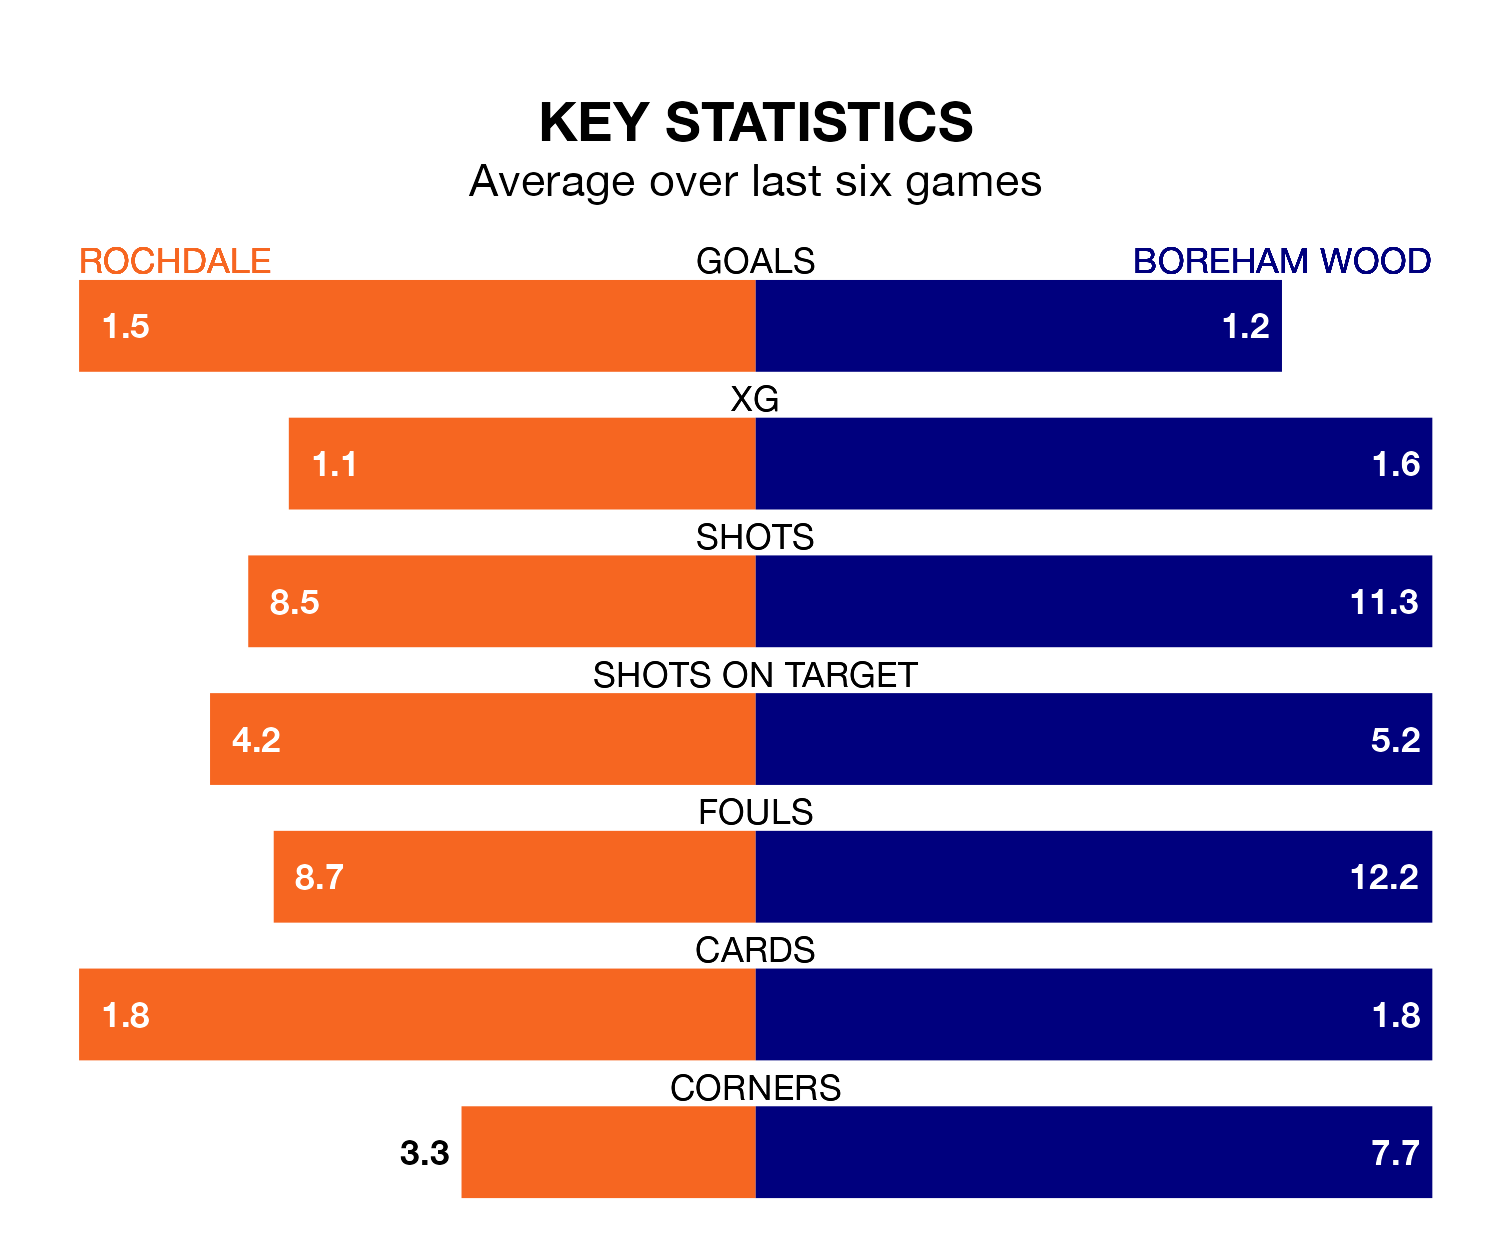 KEY STATISTICS
Average over last six games
ROCHDALE GOALS BOREHAM WOOD
1.5 1.2
XG
1.1 1.6
SHOTS
8.5 11.3
SHOTS ON TARGET
4.2 5.2
FOULS
8.7 12.2
CARDS
1.8 1.8
CORNERS
3.3 7.7